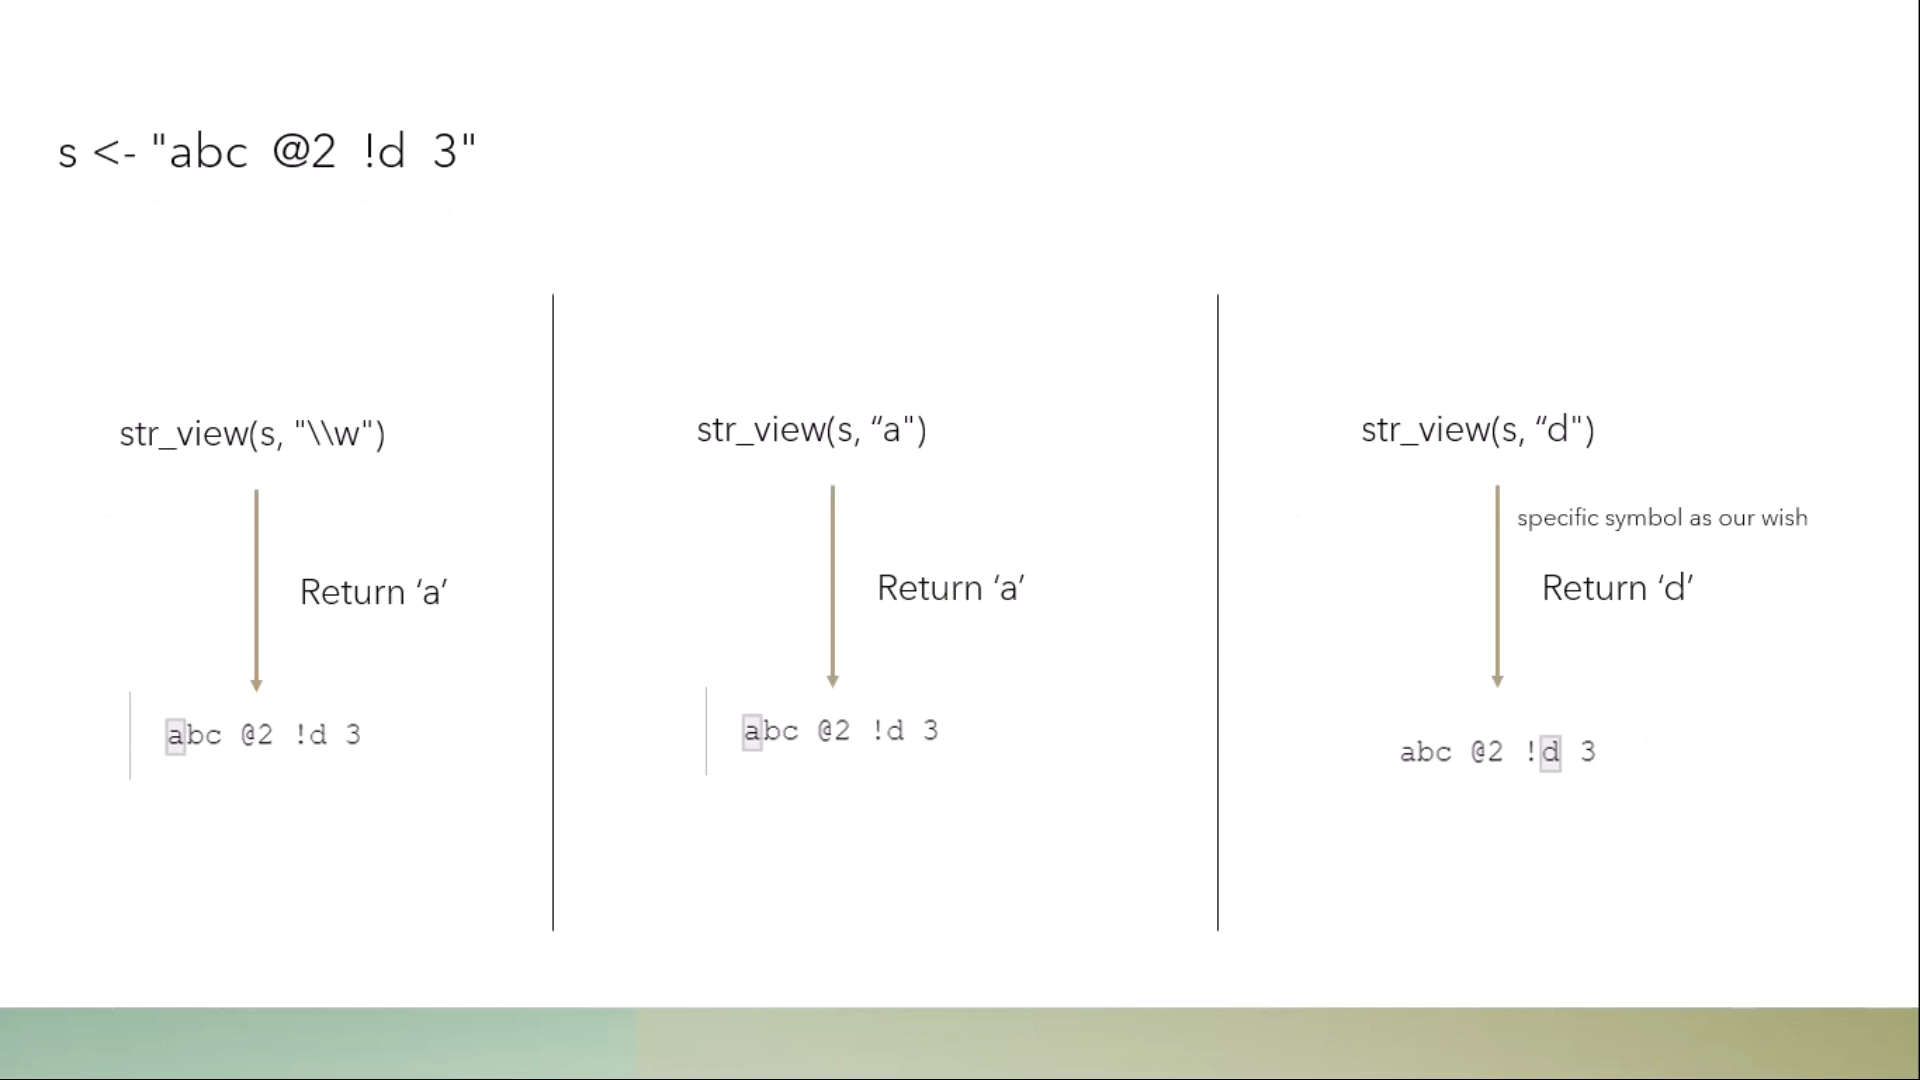 s <- "abc  @2  !d  3"
str_view(s, "\\w")
Return ‘a’
abc @2 !d 3
str_view(s, “a")
Return ‘a’
abc @2 !d 3
str_view(s, “d")
specific symbol as our wish
Return ‘d’
abc @2 !d 3